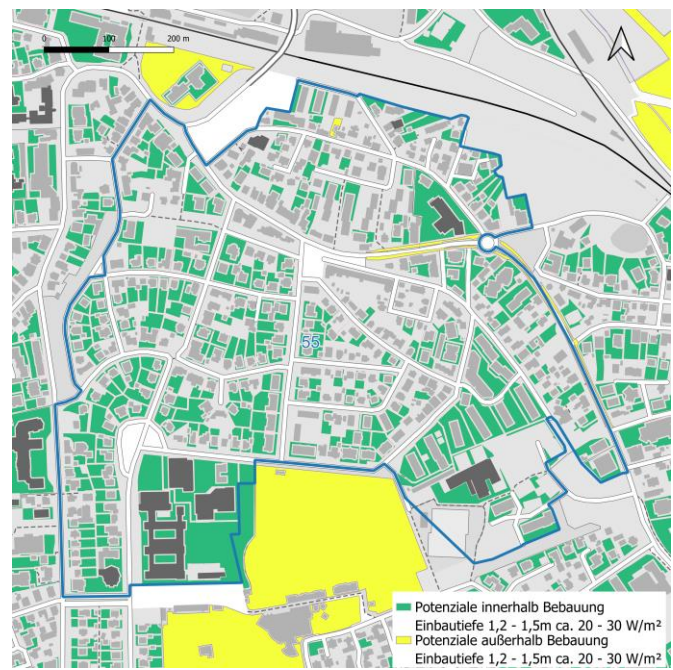 0 100 200 m
55
Potenziale innerhalb Bebauung
Einbautiefe 1,2 - 1,5m ca. 20 - 30 W/m²
Potenziale außerhalb Bebauung
Einbautiefe 1,2 - 1,5m ca. 20 - 30 W/m²